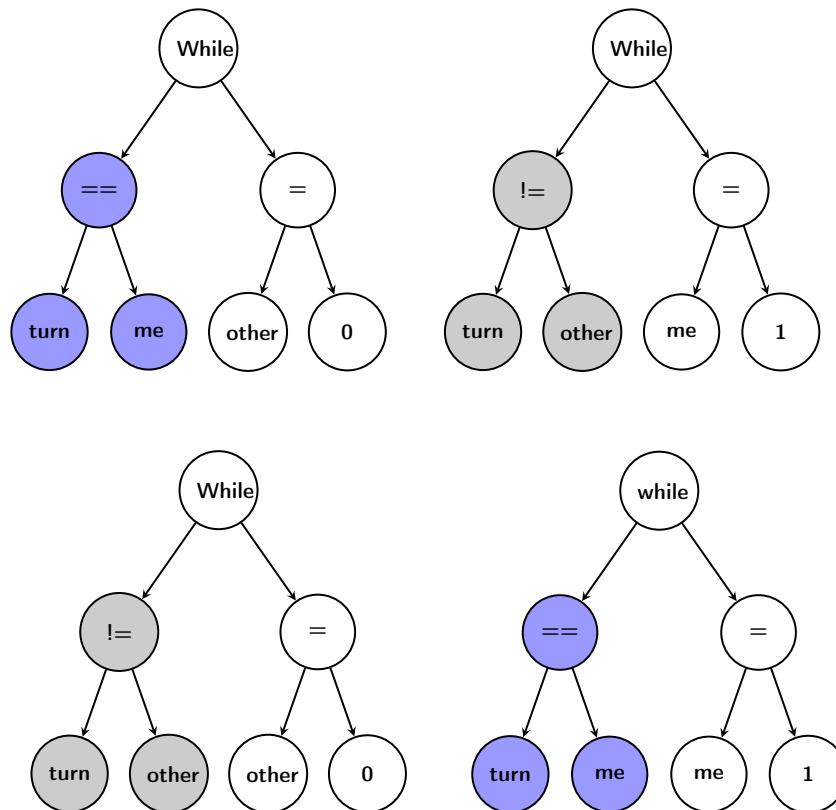 While While
== = != =
turn me other 0 turn other me 1
While while
!= = == =
turn other other 0 turn me me 1